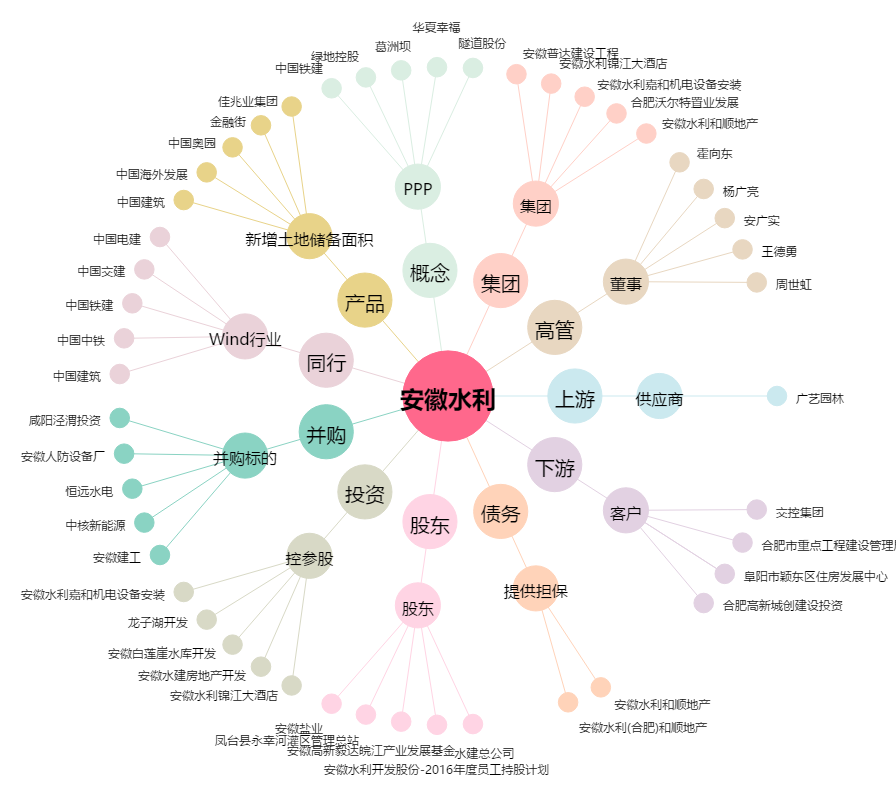 华夏幸福
隧道股份
葛洲坝
绿地控股
中国铁建
安徽普达建设工程
安徽水利锦江大酒店
安徽水利嘉和机电设备安装
合肥沃尔特置业发展
安徽水利和顺地产
佳兆业集团
金融街
中国奥园
中国海外发展
中国建筑
PPP
集团
霍向东
杨广亮
安广实
王德勇
周世虹
新增土地储备面积
概念
集团
董事
产品
高管
中国电建
中国交建
中国铁建
中国中铁
中国建筑
Wind行业
同行
安徽水利
上游
供应商
广艺园林
咸阳泾渭投资
安徽人防设备厂
恒远水电
中核新能源
安徽建工
并购标的
并购
下游
客户
交控集团
合肥市重点工程建设管理
阜阳市颍东区住房发展中心
合肥高新城创建设投资
投资
股东
债务
控参股
股东
提供担保
安徽水利嘉和机电设备安装
龙子湖开发
安徽白莲崖水库开发
安徽水建房地产开发
安徽水利锦江大酒店
安徽水利和顺地产
安徽水利(合肥)和顺地产
安徽盐业
凤台县永幸河灌区管理总站
安徽高新毅达皖江产业发展基金
水建总公司
安徽水利开发股份-2016年度员工持股计划